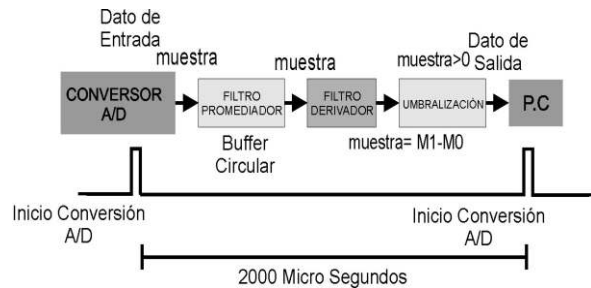 Dato de
Entrada
muestra
CONVERSOR
A/D
FILTRO
PROMEDIADOR
Buffer
Circular
muestra
FILTRO
DERIVADOR
muestra= M1-M0
muestra>0
UMBRALIZACIÓN
Dato de
Salida
P.C
Inicio Conversión
A/D
Inicio Conversión
A/D
2000 Micro Segundos